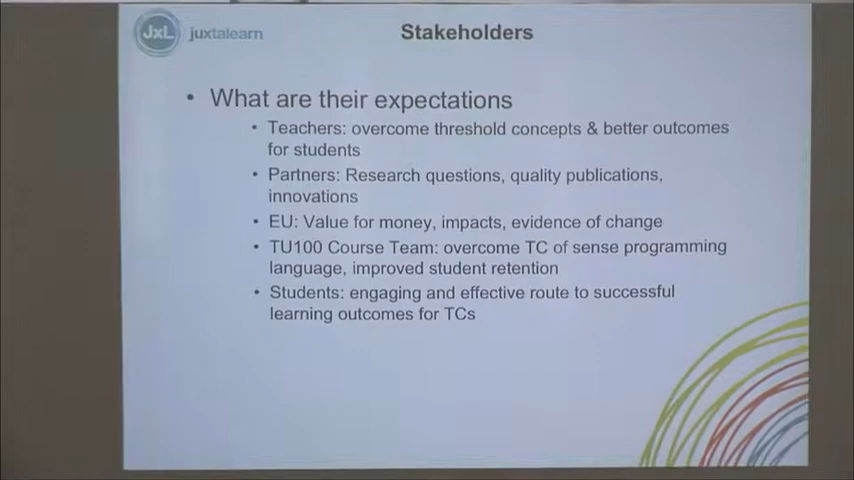 JxL juxtalearn
Stakeholders
• What are their expectations
• Teachers: overcome threshold concepts & better outcomes
for students
• Partners: Research questions, quality publications,
innovations
• EU: Value for money, impacts, evidence of change
• TU100 Course Team: overcome TC of sense programming
language, improved student retention
• Students: engaging and effective route to successful
learning outcomes for TCs